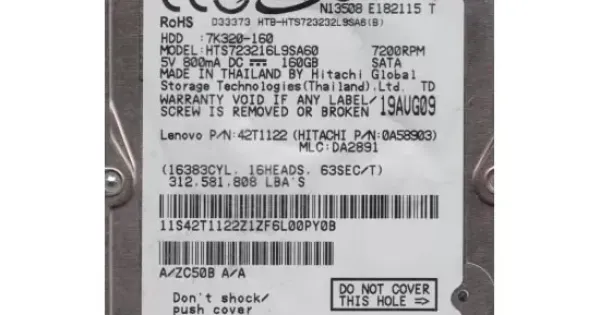 N13508 E182115 T
RoHS D33373 HTB-HTS723232L9SA6(B)
HDD :7K320-160
MODEL:HTS723216L9SA60 7200RPM
5V 800mA DC 160GB SATA
MADE IN THAILAND BY Hitachi Global
Storage Technologies(Thailand).Ltd. TD
WARRANTY VOID IF ANY LABEL/
SCREW IS REMOVED OR BROKEN 19AUG09
Lenovo P/N:42T1122 (HITACHI P/N:0A58903)
MLC:DA2891
(16383CYL. 16HEADS, 63SEC/T)
312,581,808 LBA'S
11S42T1122Z1ZF6L00PY0B
A/ZC50B A/A
Don't shock/
push cover
DO NOT COVER
THIS HOLE ⇒